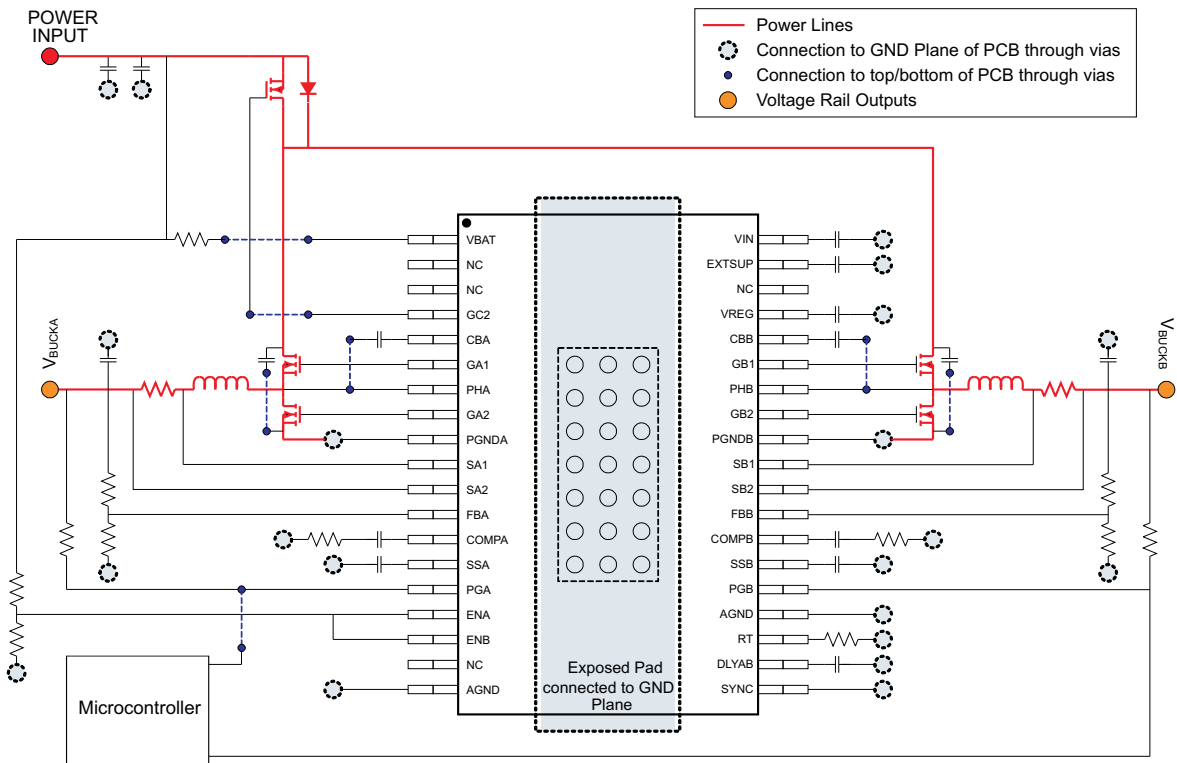 POWER
INPUT
Power Lines
Connection to GND Plane of PCB through vias
Connection to top/bottom of PCB through vias
Voltage Rail Outputs
VBUCKA
VBAT
NC
NC
GC2
CBA
GA1
PHA
GA2
PGNDA
SA1
SA2
FBA
COMPA
SSA
PGA
ENA
ENB
NC
AGND
VIN
EXTSUP
NC
VREG
CBB
GB1
PHB
GB2
PGNDB
SB1
SB2
FBB
COMPB
SSB
PGB
AGND
RT
DLYAB
SYNC
VBUCKB
Exposed Pad
connected to GND
Plane
Microcontroller